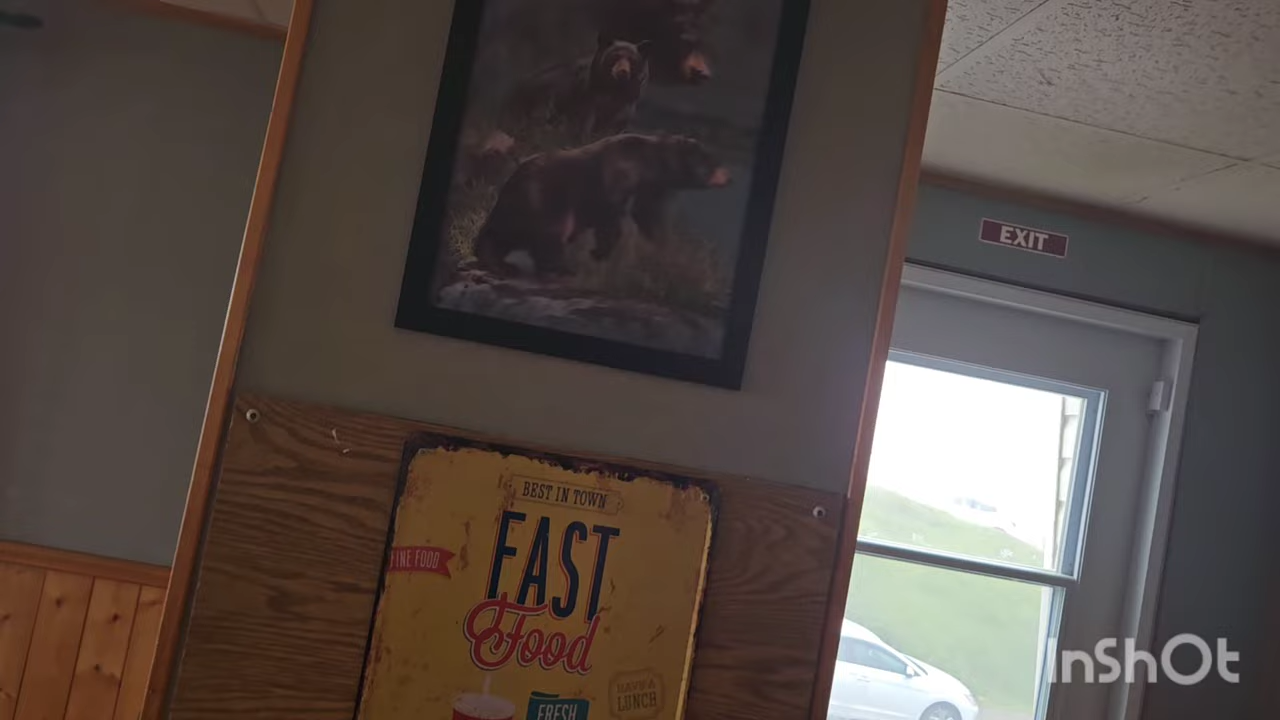 EXIT
BEST IN TOWN
FINE FOOD
FAST
Food
HAVE A
LUNCH
FRESH
InShOt